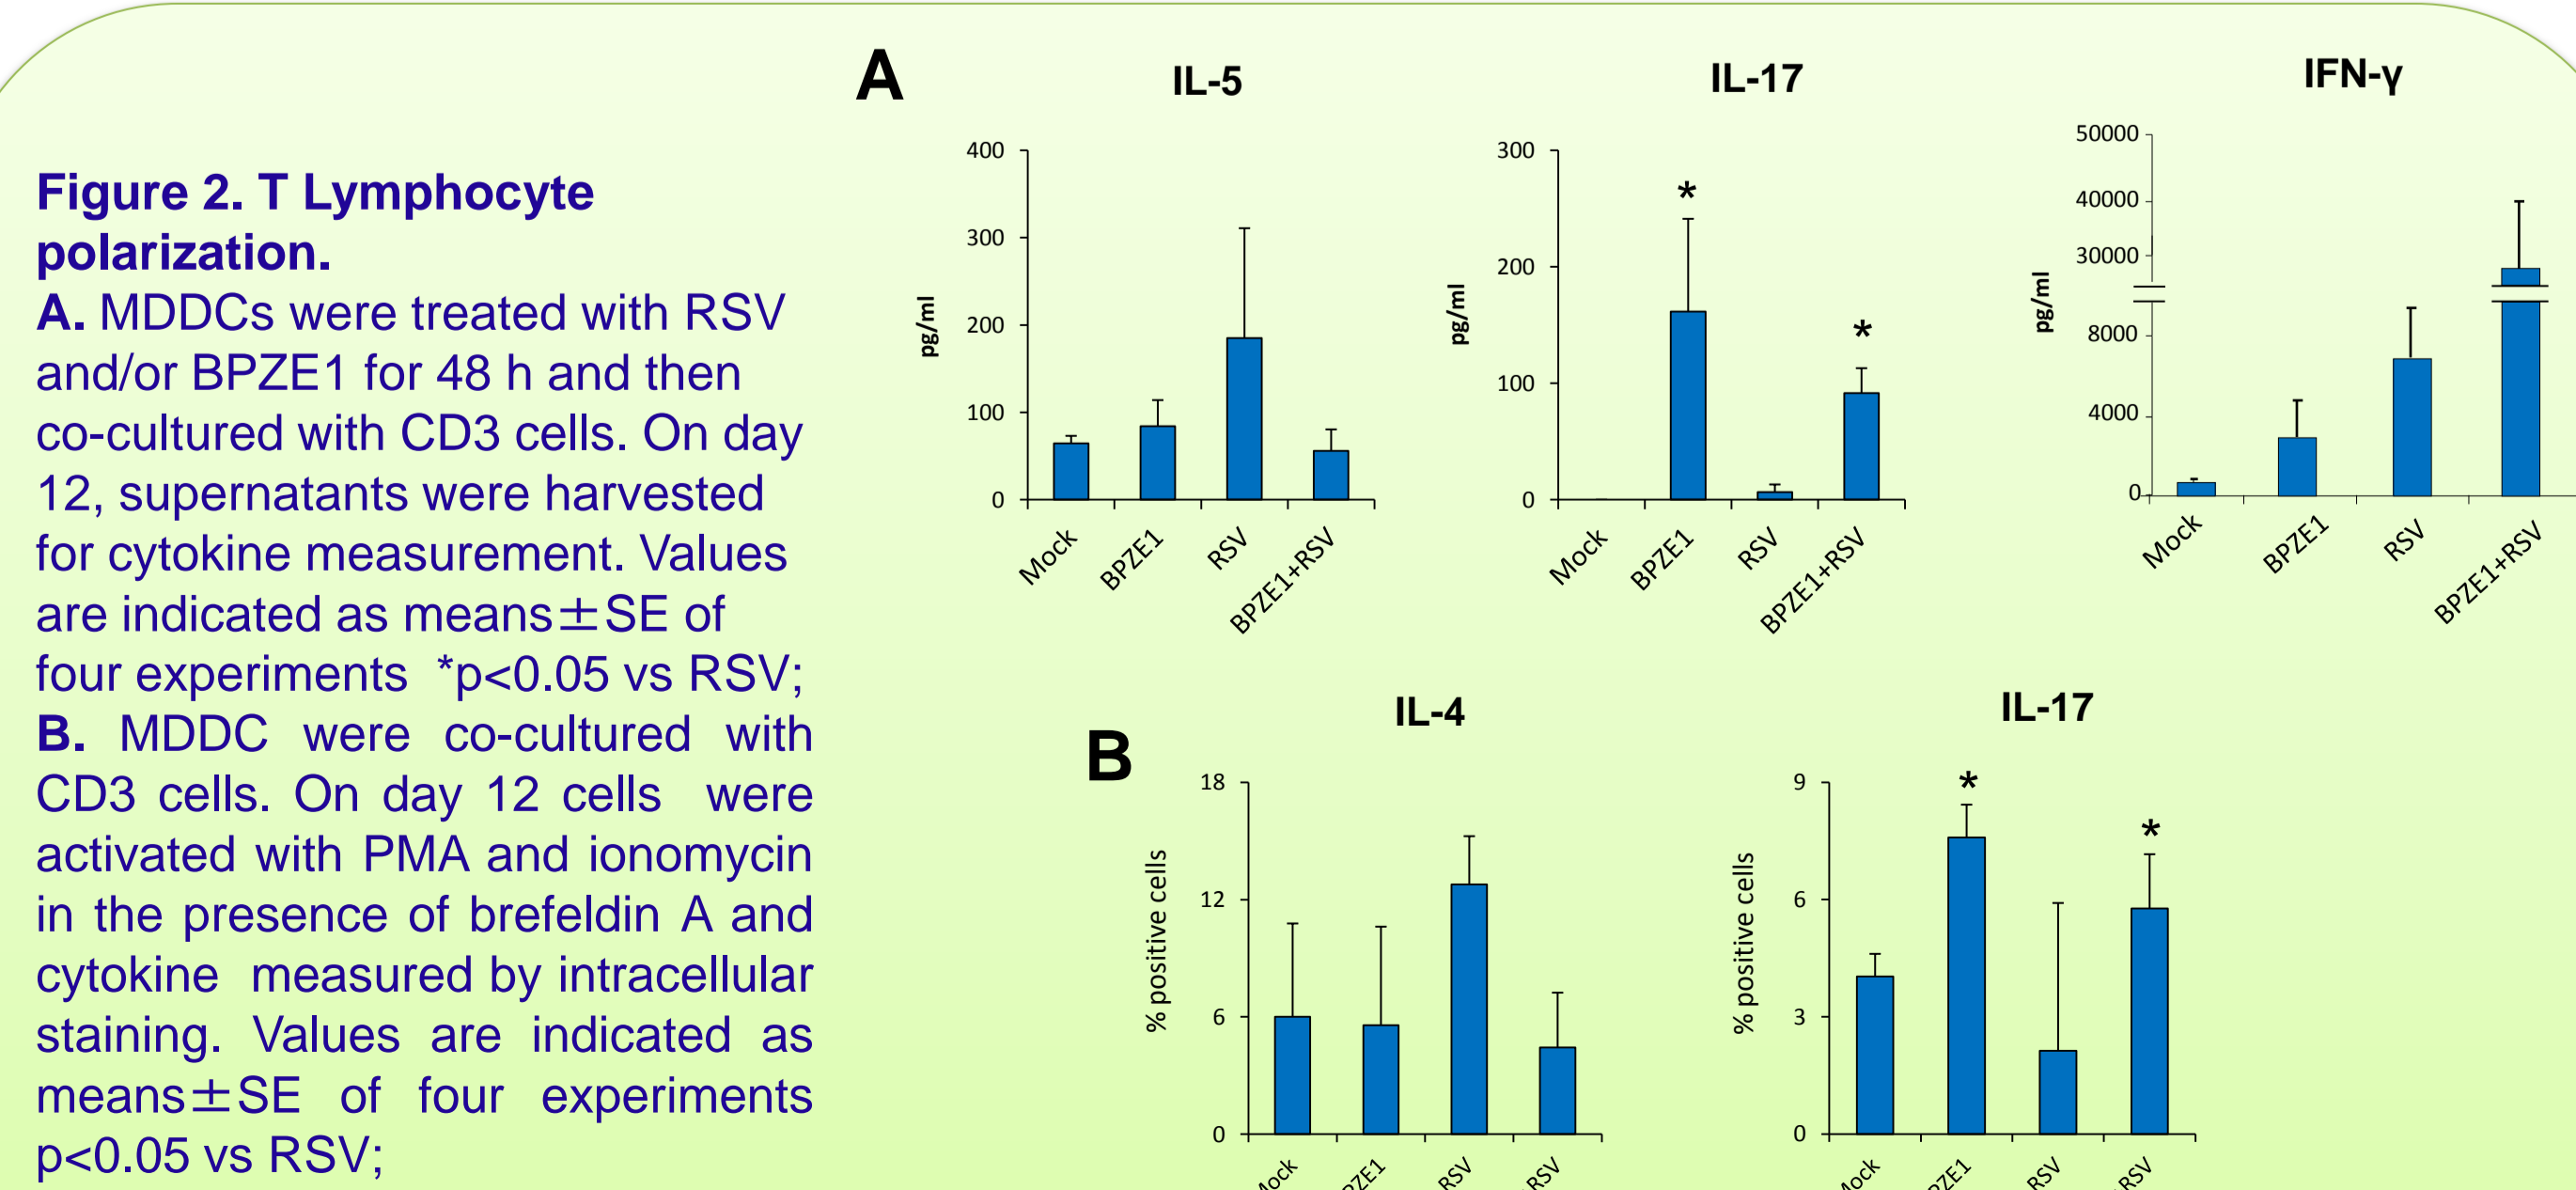 Figure 2. T Lymphocyte
polarization.
A. MDDCs were treated with RSV
and/or BPZE1 for 48 h and then
co-cultured with CD3 cells. On day
12, supernatants were harvested
for cytokine measurement. Values
are indicated as means±SE of
four experiments *p<0.05 vs RSV;
B. MDDC were co-cultured with
CD3 cells. On day 12 cells were
activated with PMA and ionomycin
in the presence of brefeldin A and
cytokine measured by intracellular
staining. Values are indicated as
means±SE of four experiments
p<0.05 vs RSV;
A
IL-5
pg/ml
400
300
200
100
0
Mock
BPZE1
RSV
BPZE1+RSV
IL-17
pg/ml
300
200
100
0
*
*
Mock
BPZE1
RSV
BPZE1+RSV
IFN-γ
pg/ml
50000
40000
30000
8000
4000
0
Mock
BPZE1
RSV
BPZE1+RSV
B
IL-4
% positive cells
18
12
6
0
Mock
RSV
IL-17
% positive cells
9
6
3
0
*
*
Mock
RSV